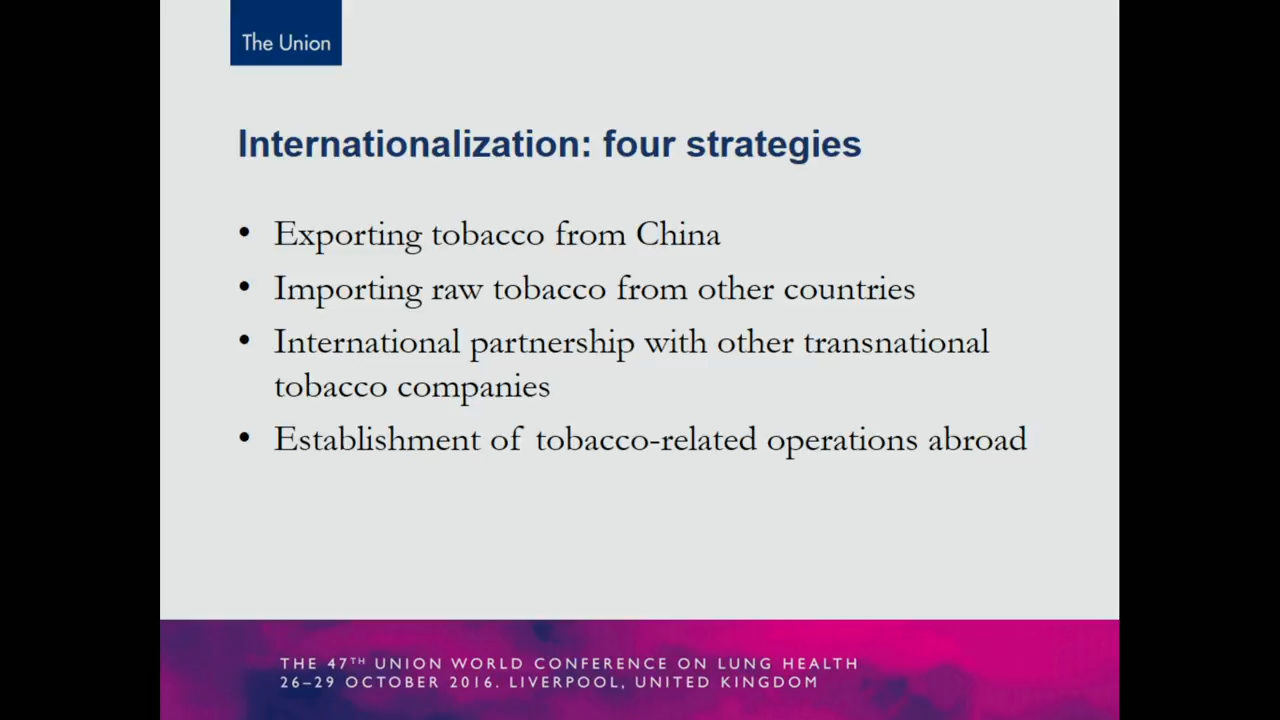 The Union
Internationalization: four strategies
• Exporting tobacco from China
• Importing raw tobacco from other countries
• International partnership with other transnational
tobacco companies
• Establishment of tobacco-related operations abroad
THE 47TH UNION WORLD CONFERENCE ON LUNG HEALTH
26–29 OCTOBER 2016. LIVERPOOL, UNITED KINGDOM